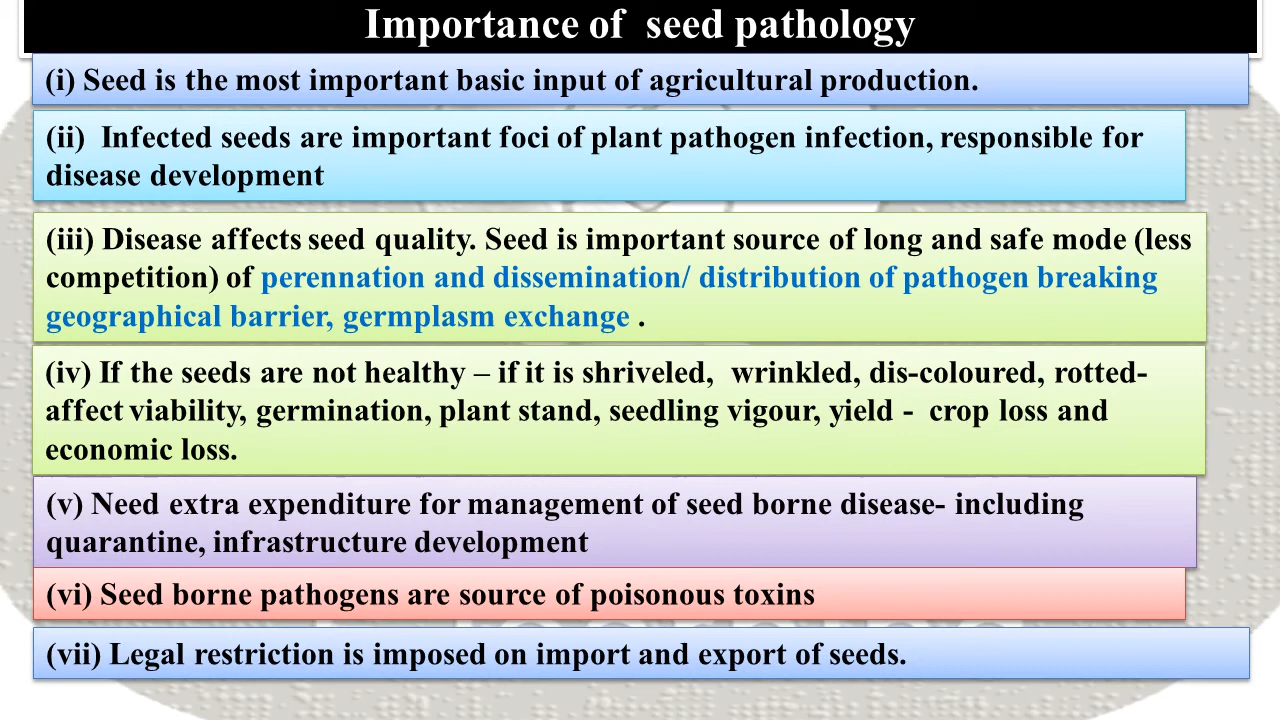 Importance of seed pathology
(i) Seed is the most important basic input of agricultural production.
(ii) Infected seeds are important foci of plant pathogen infection, responsible for
disease development
(iii) Disease affects seed quality. Seed is important source of long and safe mode (less
competition) of perennation and dissemination/ distribution of pathogen breaking
geographical barrier, germplasm exchange .
(iv) If the seeds are not healthy – if it is shriveled, wrinkled, dis-coloured, rotted-
affect viability, germination, plant stand, seedling vigour, yield - crop loss and
economic loss.
(v) Need extra expenditure for management of seed borne disease- including
quarantine, infrastructure development
(vi) Seed borne pathogens are source of poisonous toxins
(vii) Legal restriction is imposed on import and export of seeds.